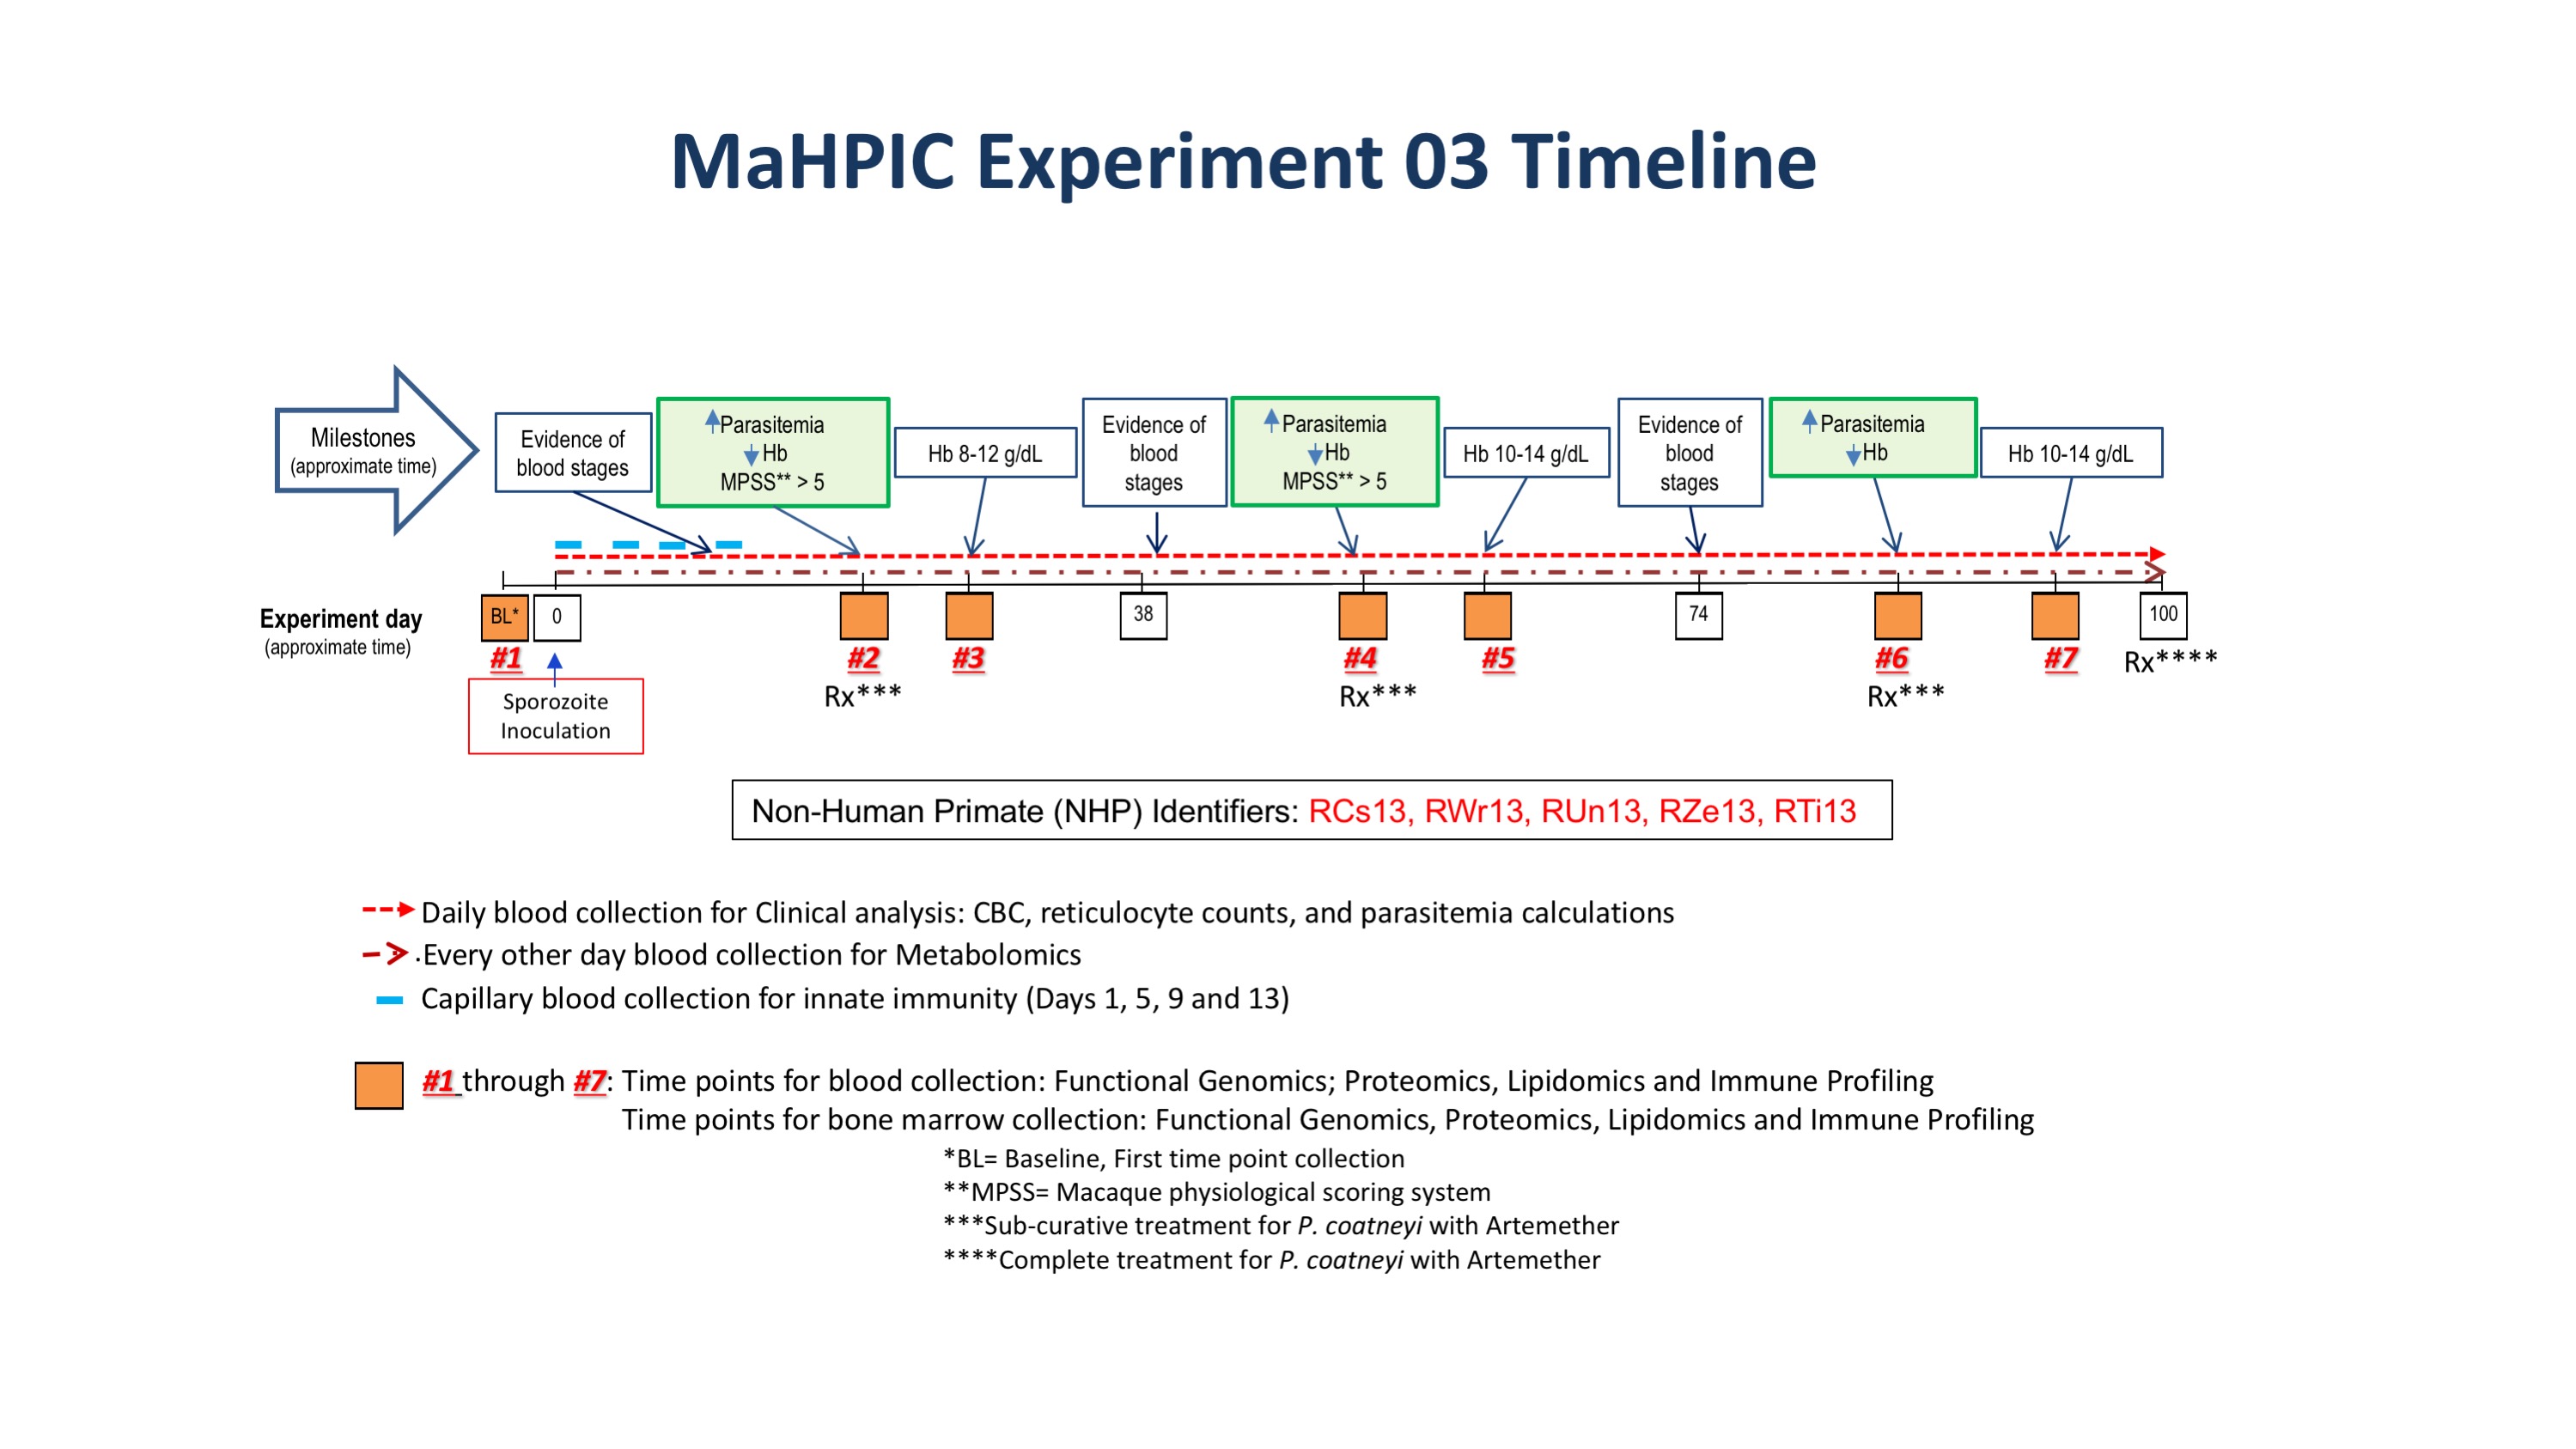 MaHPIC Experiment 03 Timeline
Milestones
(approximate time)
Evidence of
blood stages
Parasitemia
Hb
MPSS** > 5
Hb 8-12 g/dL
Evidence of
blood
stages
Parasitemia
Hb
MPSS** > 5
Hb 10-14 g/dL
Evidence of
blood
stages
Parasitemia
Hb
Hb 10-14 g/dL
Experiment day
(approximate time)
BL*
0
38
74
100
#1
#2
#3
#4
#5
#6
#7
Rx****
Rx***
Rx***
Rx***
Sporozoite
Inoculation
Non-Human Primate (NHP) Identifiers: RCs13, RWr13, RUn13, RZe13, RTi13
Daily blood collection for Clinical analysis: CBC, reticulocyte counts, and parasitemia calculations
.Every other day blood collection for Metabolomics
Capillary blood collection for innate immunity (Days 1, 5, 9 and 13)
#1 through #7: Time points for blood collection: Functional Genomics; Proteomics, Lipidomics and Immune Profiling
Time points for bone marrow collection: Functional Genomics, Proteomics, Lipidomics and Immune Profiling
*BL= Baseline, First time point collection
**MPSS= Macaque physiological scoring system
***Sub-curative treatment for P. coatneyi with Artemether
****Complete treatment for P. coatneyi with Artemether